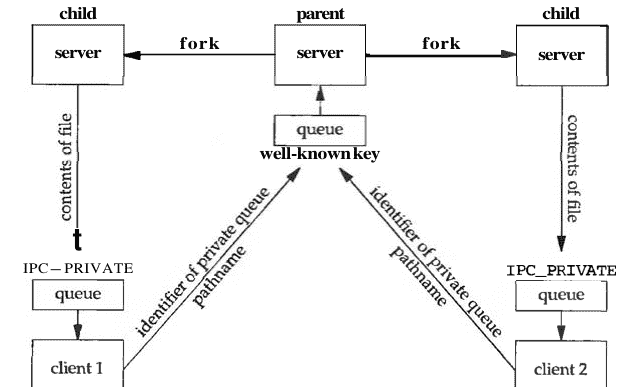 child
parent
child
server
fork
server
fork
server
queue
well-known key
contents of file
contents of file
identifier of private queue
pathname
identifier of private queue
pathname
t
IPC–PRIVATE
IPC_PRIVATE
queue
queue
client 1
client 2